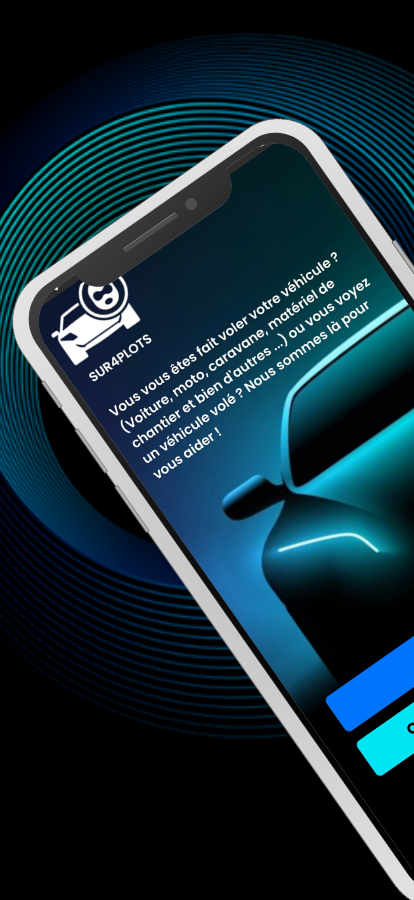 SUR4PLOTS
Vous vous êtes fait voler votre véhicule ?
(Voiture, moto, caravane, matériel de
chantier et bien d'autres ...) ou vous voyez
un véhicule volé ? Nous sommes là pour
vous aider !